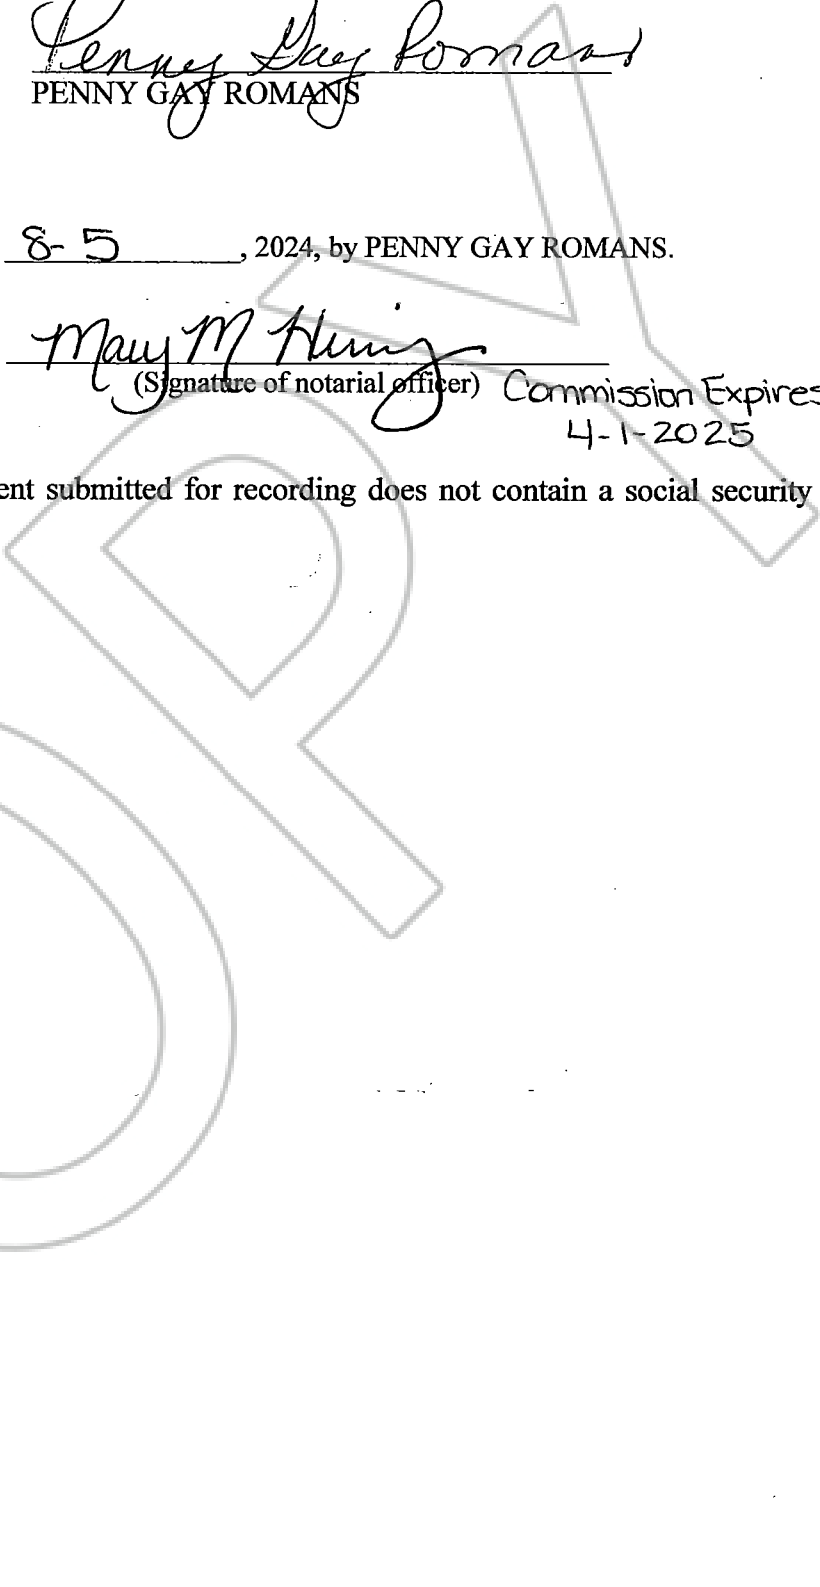 Penny Gay Romans
PENNY GAY ROMANS
8-5, 2024, by PENNY GAY ROMANS.
Mary M
(Signature of notarial officer) Commission Expires
4-1-2025
ent submitted for recording does not contain a social security
OPY